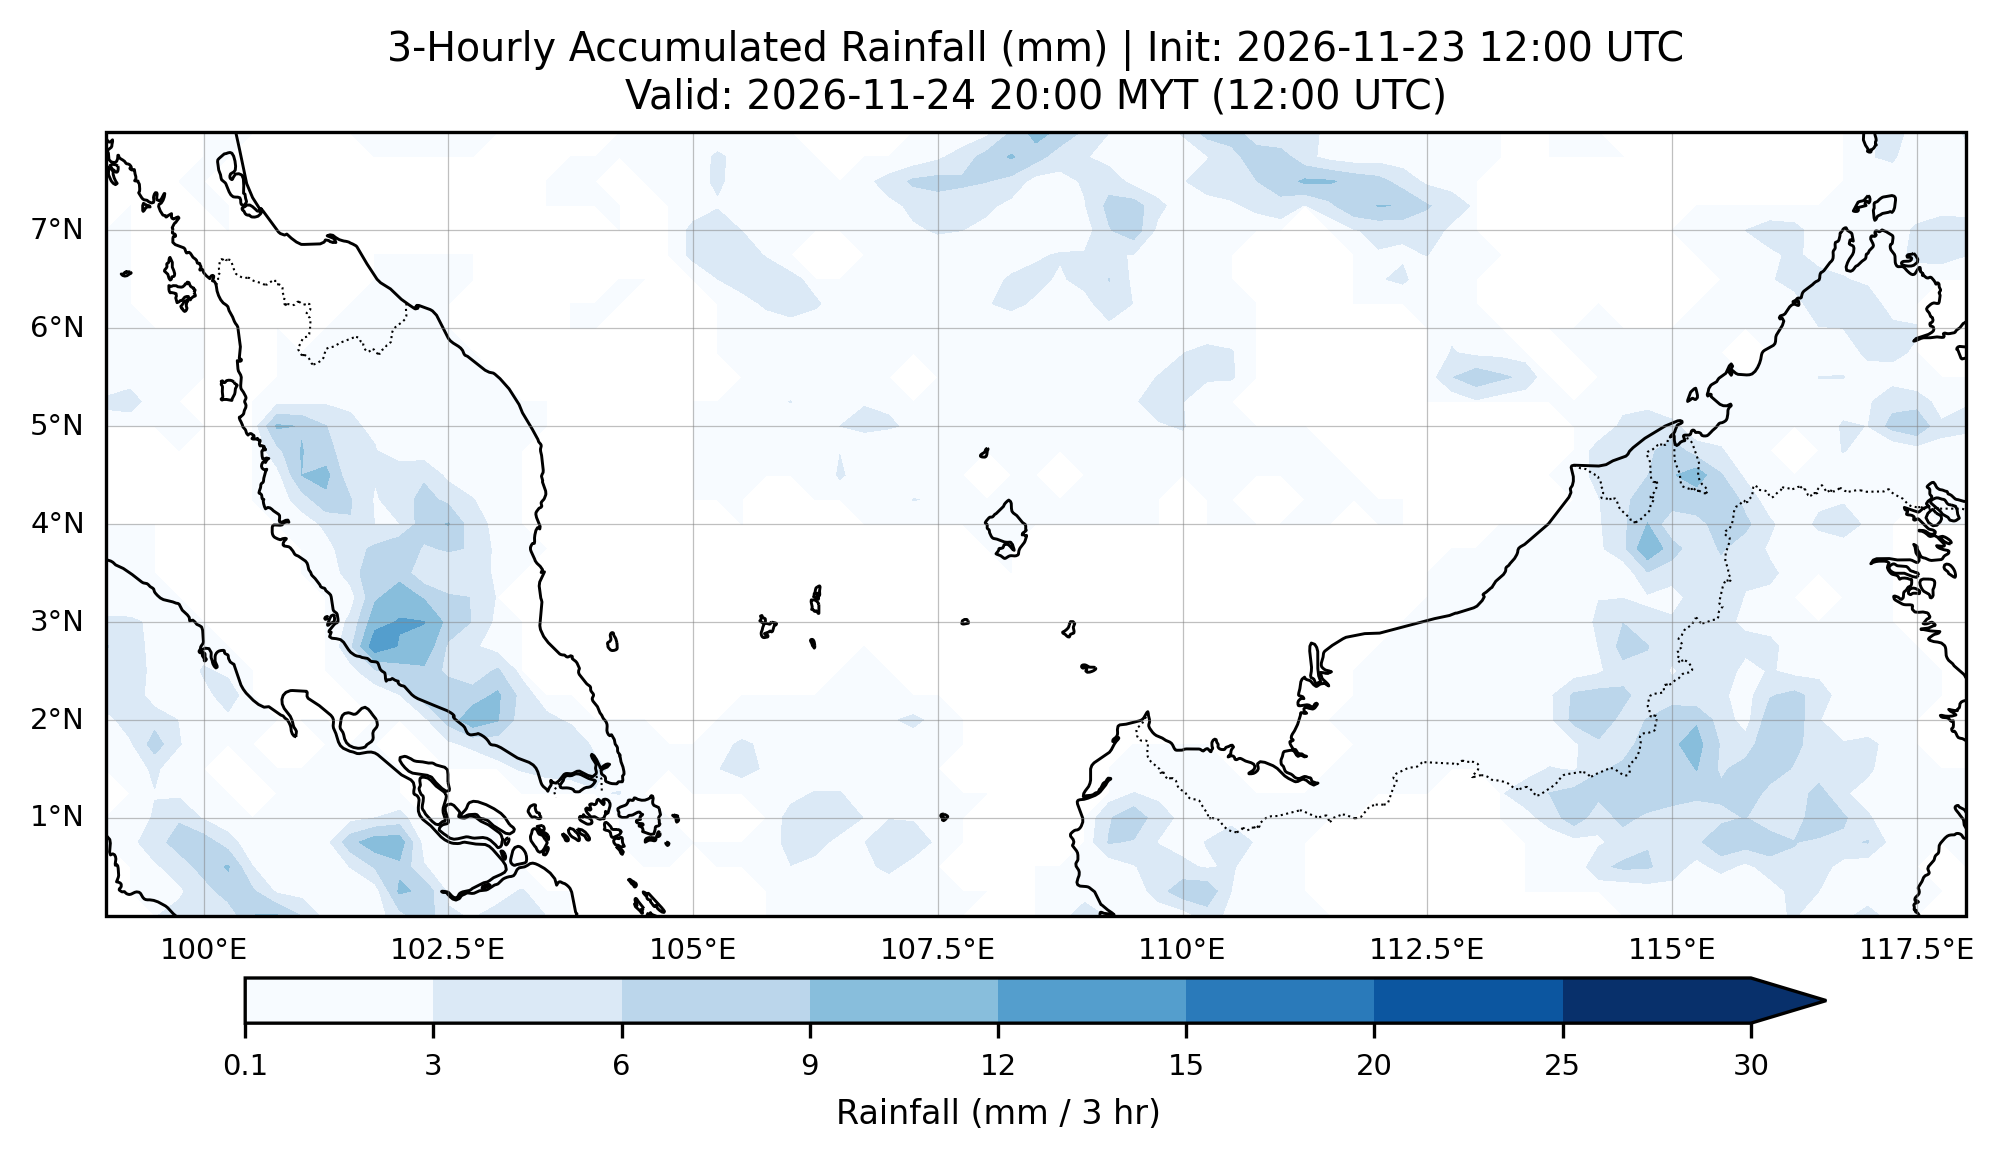 3-Hourly Accumulated Rainfall (mm) | Init: 2026-11-23 12:00 UTC
Valid: 2026-11-24 20:00 MYT (12:00 UTC)
7°N
6°N
5°N
4°N
3°N
2°N
1°N
100°E 102.5°E 105°E 107.5°E 110°E 112.5°E 115°E 117.5°E
0.1 3 6 9 12 15 20 25 30
Rainfall (mm / 3 hr)